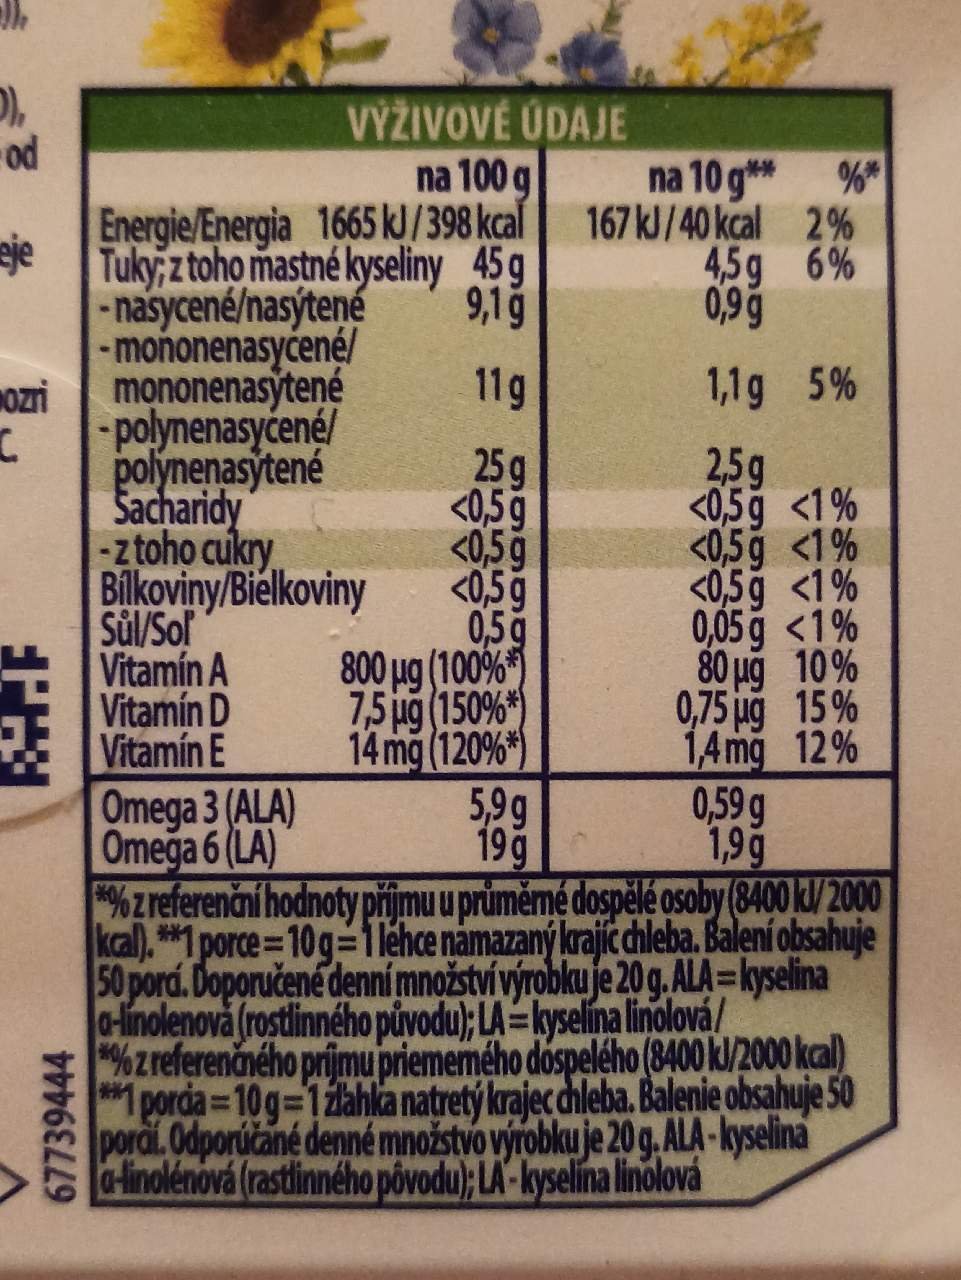 od
eje
pozri
VÝŽIVOVÉ ÚDAJE
na 100 g na 10 g** %*
Energie/Energia 1665 kJ / 398 kcal 167 kJ / 40 kcal 2 %
Tuky; z toho mastné kyseliny 45 g 4,5 g 6 %
- nasycené/nasýtené 9,1 g 0,9 g
- mononenasycené/
mononenasýtené 11 g 1,1 g 5 %
- polynenasycené/
polynenasýtené 25 g 2,5 g
Sacharidy <0,5 g <0,5 g <1 %
- z toho cukry <0,5 g <0,5 g <1 %
Bílkoviny/Bielkoviny <0,5 g <0,5 g <1 %
Sůl/Soľ 0,5 g 0,05 g <1 %
Vitamín A 800 µg (100%*) 80 µg 10 %
Vitamín D 7,5 µg (150%*) 0,75 µg 15 %
Vitamín E 14 mg (120%*) 1,4 mg 12 %
Omega 3 (ALA) 5,9 g 0,59 g
Omega 6 (LA) 19 g 1,9 g
*% z referenční hodnoty příjmu u průměrné dospělé osoby (8400 kJ/ 2000
kcal). **1 porce = 10 g = 1 lehce namazaný krajíc chleba. Balení obsahuje
50 porcí. Doporučené denní množství výrobku je 20 g. ALA = kyselina
α-linolenová (rostlinného původu); LA = kyselina linolová /
*% z referenčného príjmu priemerného dospelého (8400 kJ/2000 kcal)
**1 porcia = 10 g = 1 zľahka natretý krajec chleba. Balenie obsahuje 50
porcií. Odporúčané denné množstvo výrobku je 20 g. ALA - kyselina
α-linolénová (rastlinného pôvodu); LA - kyselina linolová
67739444